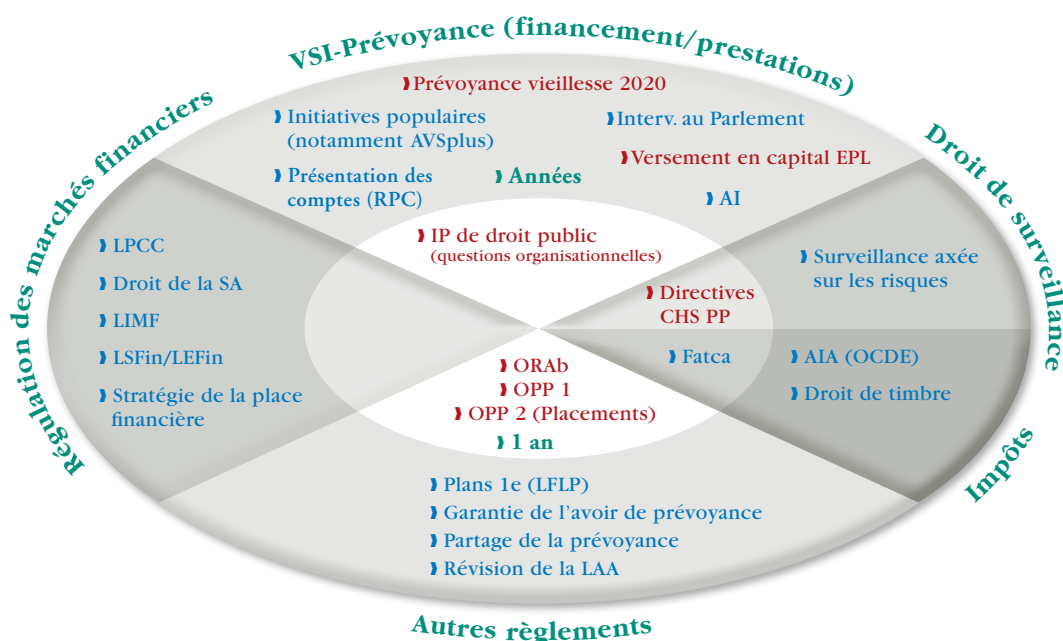 VSI-Prévoyance (financement/prestations)
❱ Prévoyance vieillesse 2020
❱ Initiatives populaires
(notamment AVSplus)
❱ Interv. au Parlement
❱ Versement en capital EPL
❱ Présentation des
comptes (RPC)
❱ Années
❱ AI
❱ IP de droit public
(questions organisationnelles)
Régulation des marchés financiers
❱ LPCC
❱ Droit de la SA
❱ LIMF
❱ LSFin/LEFin
❱ Stratégie de la place
financière
Droit de surveillance
❱ Surveillance axée
sur les risques
❱ Directives
CHS PP
❱ Fatca
❱ AIA (OCDE)
❱ Droit de timbre
Impôts
❱ ORAb
❱ OPP 1
❱ OPP 2 (Placements)
❱ 1 an
❱ Plans 1e (LFLP)
❱ Garantie de l’avoir de prévoyance
❱ Partage de la prévoyance
❱ Révision de la LAA
Autres règlements